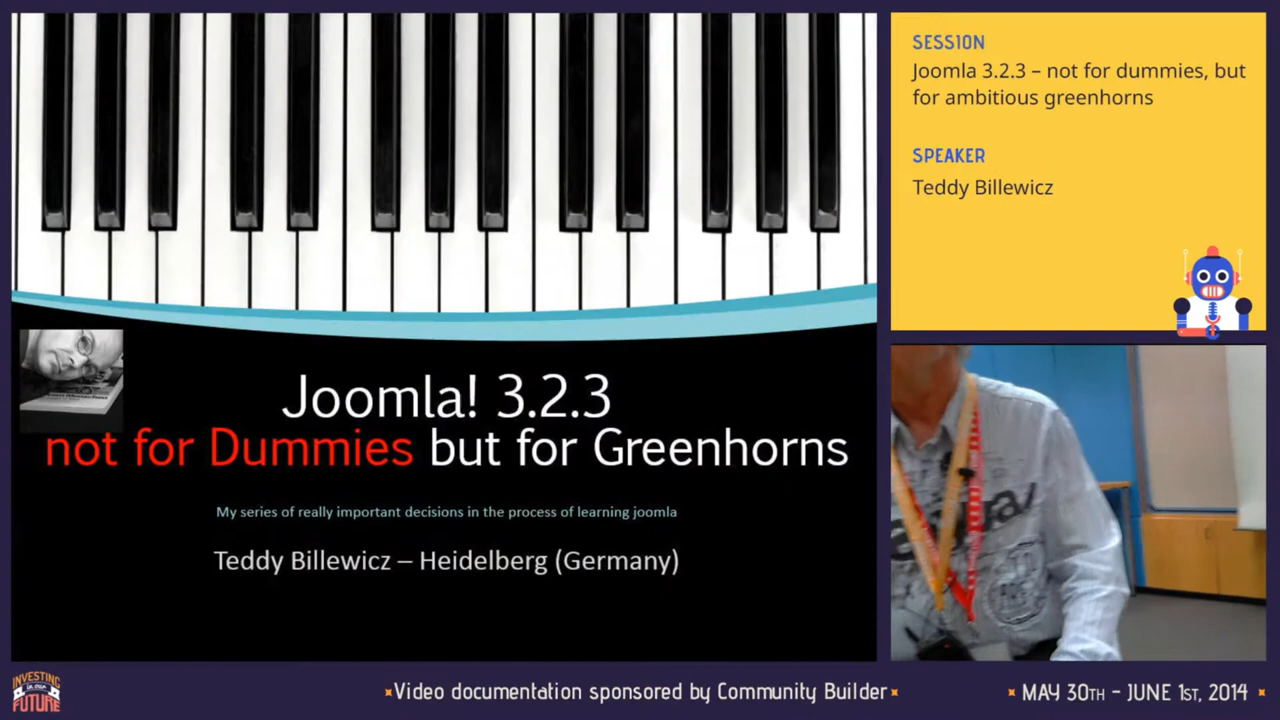 Joomla! 3.2.3
not for Dummies but for Greenhorns
My series of really important decisions in the process of learning joomla
Teddy Billewicz – Heidelberg (Germany)
SESSION
Joomla 3.2.3 – not for dummies, but
for ambitious greenhorns
SPEAKER
Teddy Billewicz
INVESTING
IN OUR
FUTURE
Video documentation sponsored by Community Builder
MAY 30TH - JUNE 1ST, 2014